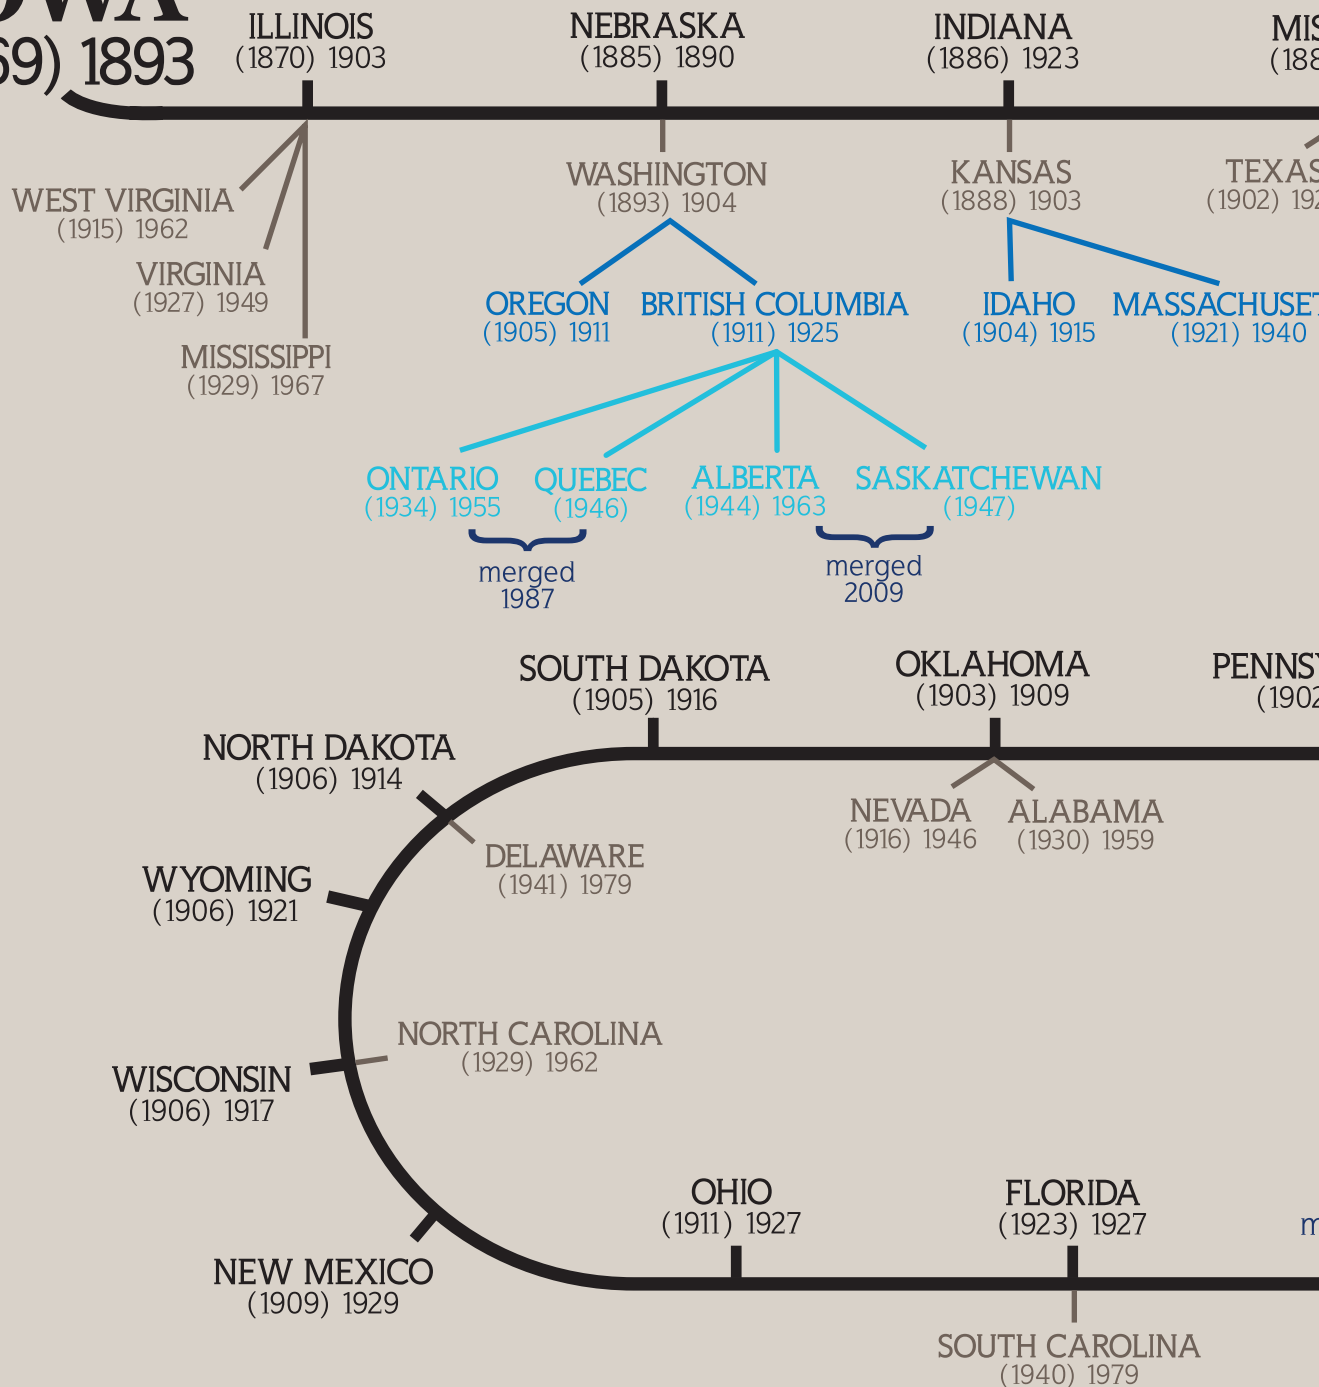 ILLINOIS
(1870) 1903
NEBRASKA
(1885) 1890
INDIANA
(1886) 1923
1893
WEST VIRGINIA
(1915) 1962
VIRGINIA
(1927) 1949
MISSISSIPPI
(1929) 1967
WASHINGTON
(1893) 1904
KANSAS
(1888) 1903
TEXAS
(1902)
OREGON
(1905) 1911
BRITISH COLUMBIA
(1911) 1925
IDAHO
(1904) 1915
MASSACHUSET
(1921) 1940
ONTARIO
(1934) 1955
QUEBEC
(1946)
ALBERTA
(1944) 1963
SASKATCHEWAN
(1947)
merged
1987
merged
2009
SOUTH DAKOTA
(1905) 1916
OKLAHOMA
(1903) 1909
PENNSY
(1902
NORTH DAKOTA
(1906) 1914
NEVADA
(1916) 1946
ALABAMA
(1930) 1959
DELAWARE
(1941) 1979
WYOMING
(1906) 1921
NORTH CAROLINA
(1929) 1962
WISCONSIN
(1906) 1917
OHIO
(1911) 1927
FLORIDA
(1923) 1927
NEW MEXICO
(1909) 1929
SOUTH CAROLINA
(1940) 1979